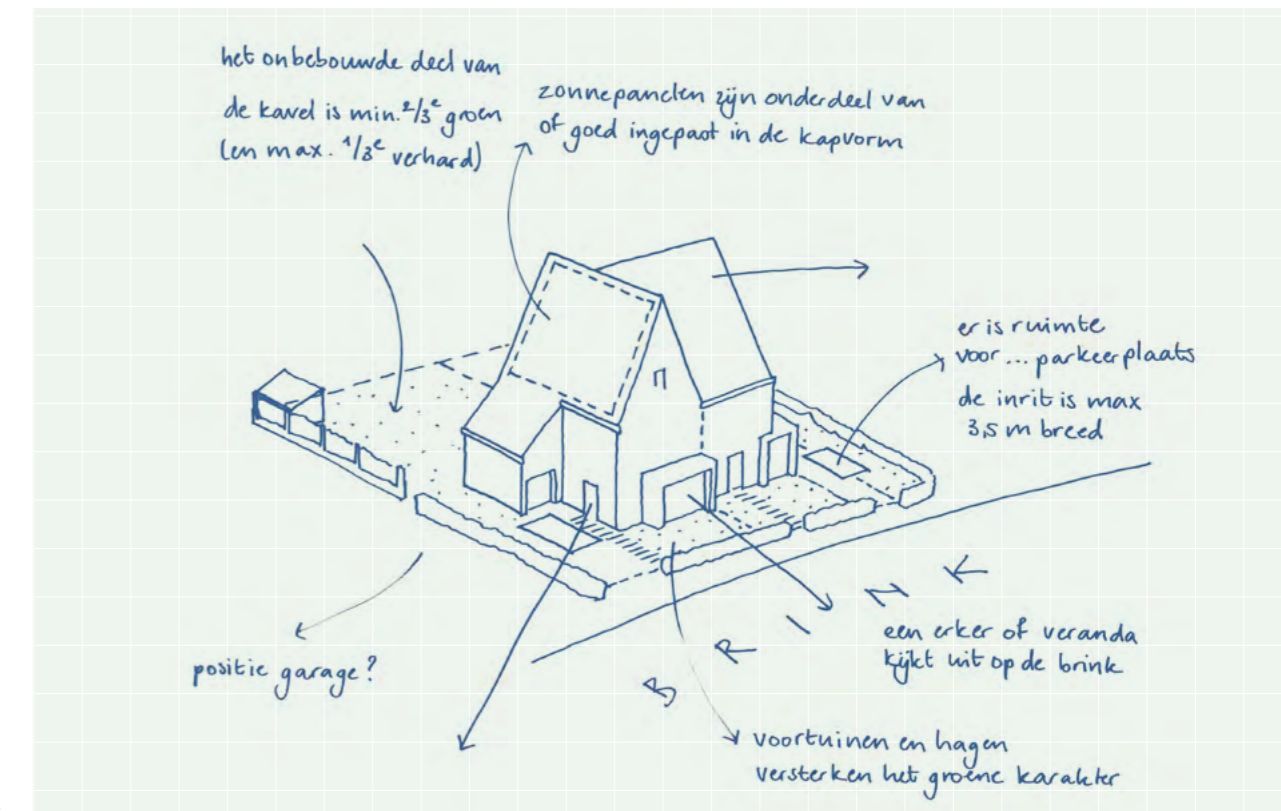 het onbebouwde deel van
de kavel is min. 2/3e groen
(en max. 1/3e verhard)
zonnepanelen zijn onderdeel van
of goed ingepast in de kapvorm
er is ruimte
voor ... parkeerplaats
de inrit is max
3,5 m breed
BRINK
een erker of veranda
kijkt uit op de brink
positie garage?
voortuinen en hagen
versterken het groene karakter